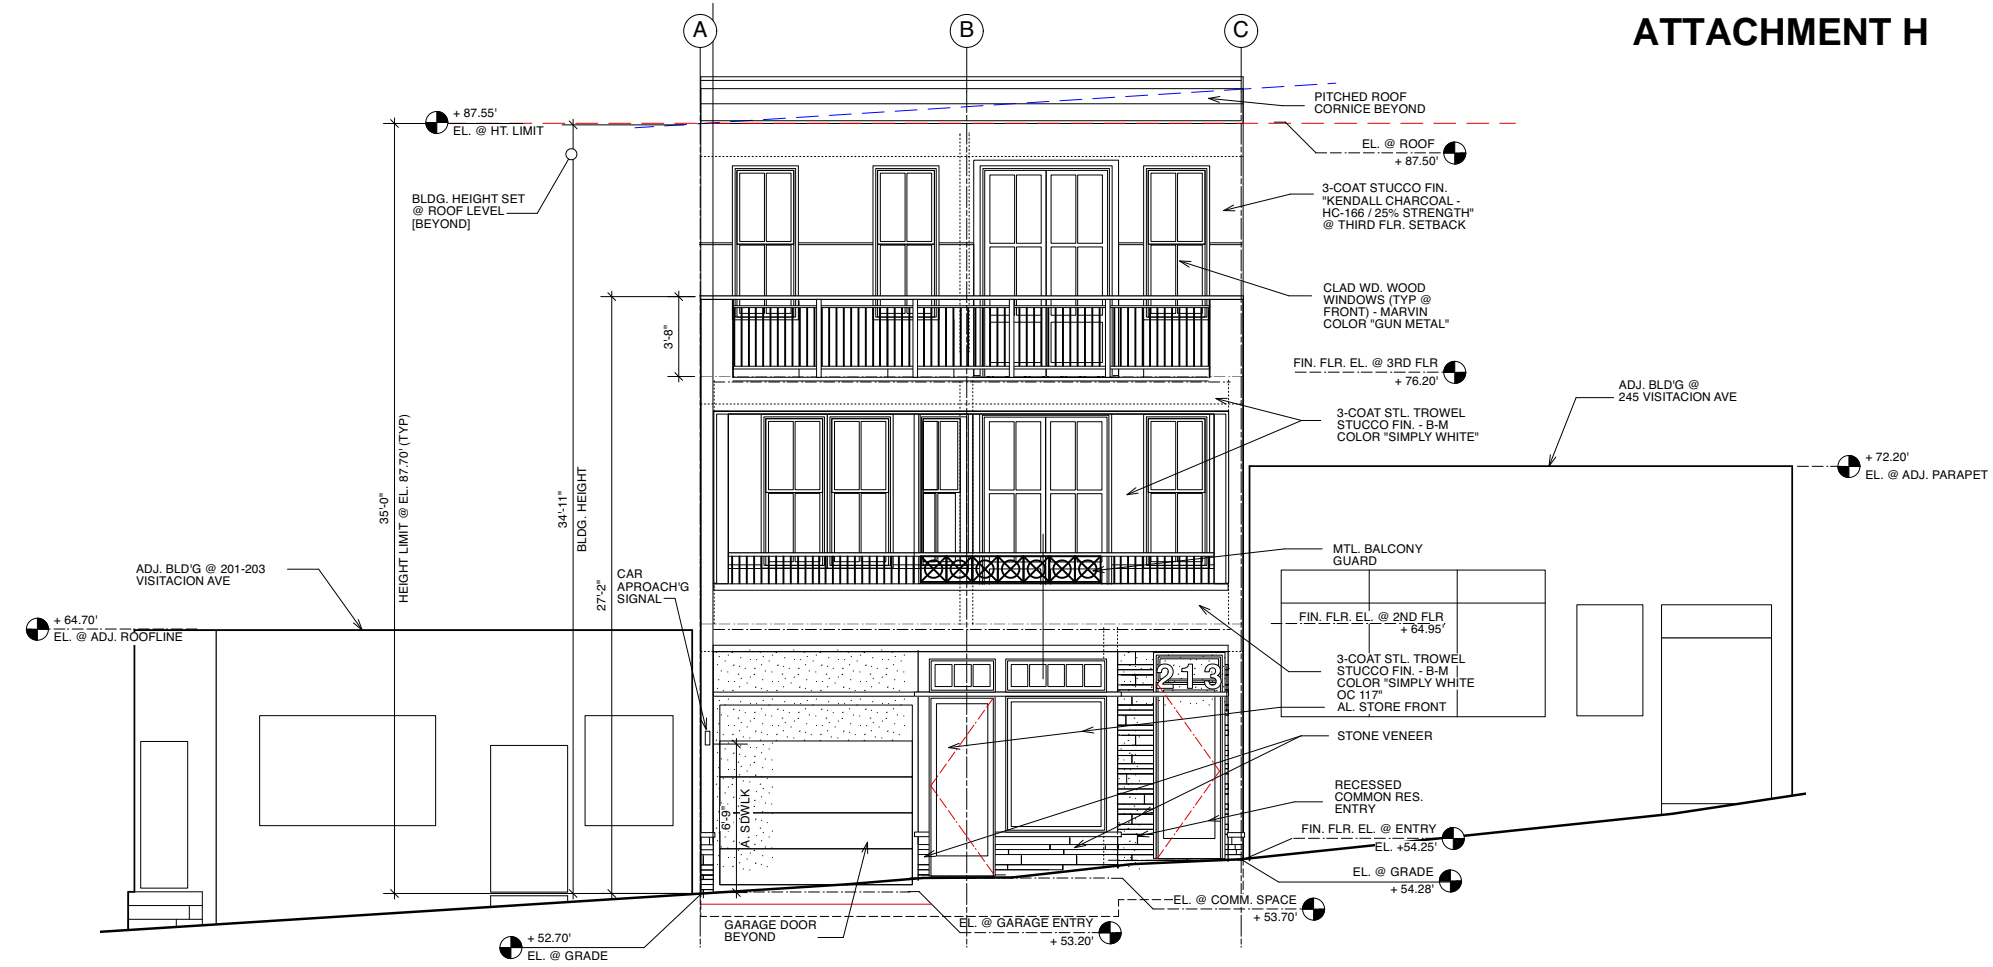 ATTACHMENT H
A
B
C
PITCHED ROOF
CORNICE BEYOND
+ 87.55'
EL. @ HT. LIMIT
EL. @ ROOF
+ 87.50'
BLDG. HEIGHT SET
@ ROOF LEVEL
[BEYOND]
3-COAT STUCCO FIN.
"KENDALL CHARCOAL -
HC-166 / 25% STRENGTH"
@ THIRD FLR. SETBACK
CLAD WD. WOOD
WINDOWS (TYP @
FRONT) - MARVIN
COLOR "GUN METAL"
3'-8"
FIN. FLR. EL. @ 3RD FLR
+ 76.20'
ADJ. BLD'G @
245 VISITACION AVE
3-COAT STL. TROWEL
STUCCO FIN. - B-M
COLOR "SIMPLY WHITE"
+ 72.20'
EL. @ ADJ. PARAPET
35'-0"
HEIGHT LIMIT @ EL. 87.70' (TYP)
34'-11"
BLDG. HEIGHT
27'-2"
MTL. BALCONY
GUARD
ADJ. BLD'G @ 201-203
VISITACION AVE
CAR
APROACH'G
SIGNAL
+ 64.70'
EL. @ ADJ. ROOFLINE
FIN. FLR. EL. @ 2ND FLR
+ 64.95'
3-COAT STL. TROWEL
STUCCO FIN. - B-M
COLOR "SIMPLY WHITE
OC 117"
AL. STORE FRONT
213
STONE VENEER
6'-9"
A. SDWLK
RECESSED
COMMON RES.
ENTRY
FIN. FLR. EL. @ ENTRY
EL. +54.25'
EL. @ GRADE
+ 54.28'
EL. @ COMM. SPACE
+ 53.70'
GARAGE DOOR
BEYOND
EL. @ GARAGE ENTRY
+ 53.20'
+ 52.70'
EL. @ GRADE